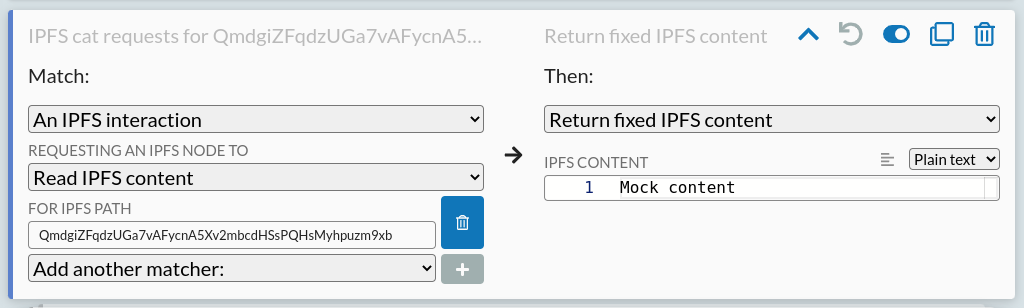 IPFS cat requests for QmdgiZFqdzUGa7vAFycnA5...
Return fixed IPFS content
Match:
Then:
An IPFS interaction
Return fixed IPFS content
REQUESTING AN IPFS NODE TO
IPFS CONTENT
Plain text
Read IPFS content
1 Mock content
FOR IPFS PATH
QmdgiZFqdzUGa7vAFycnA5Xv2mbcdHSsPQHsMyhpuzm9xb
Add another matcher: